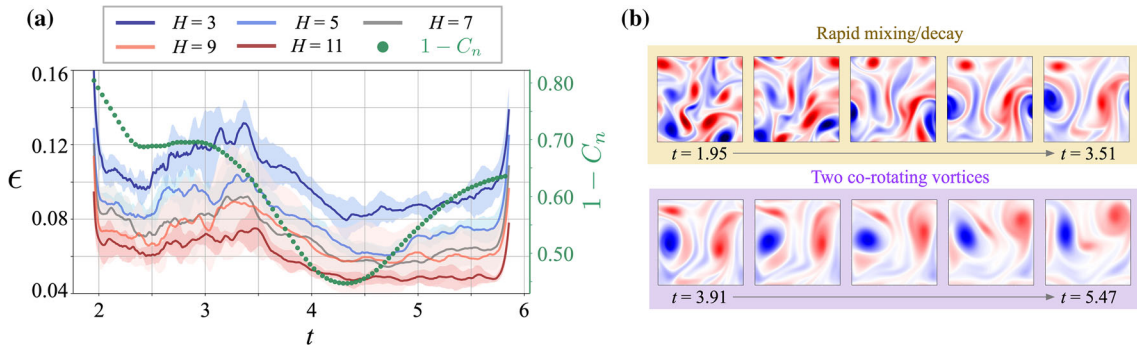 (a)
H = 3
H = 5
H = 7
H = 9
H = 11
1 − Cₙ
0.16
0.12
0.08
0.04
ϵ
2
3
4
5
6
t
0.80
0.70
0.60
0.50
1 − Cₙ
(b)
Rapid mixing/decay
t = 1.95
t = 3.51
Two co-rotating vortices
t = 3.91
t = 5.47